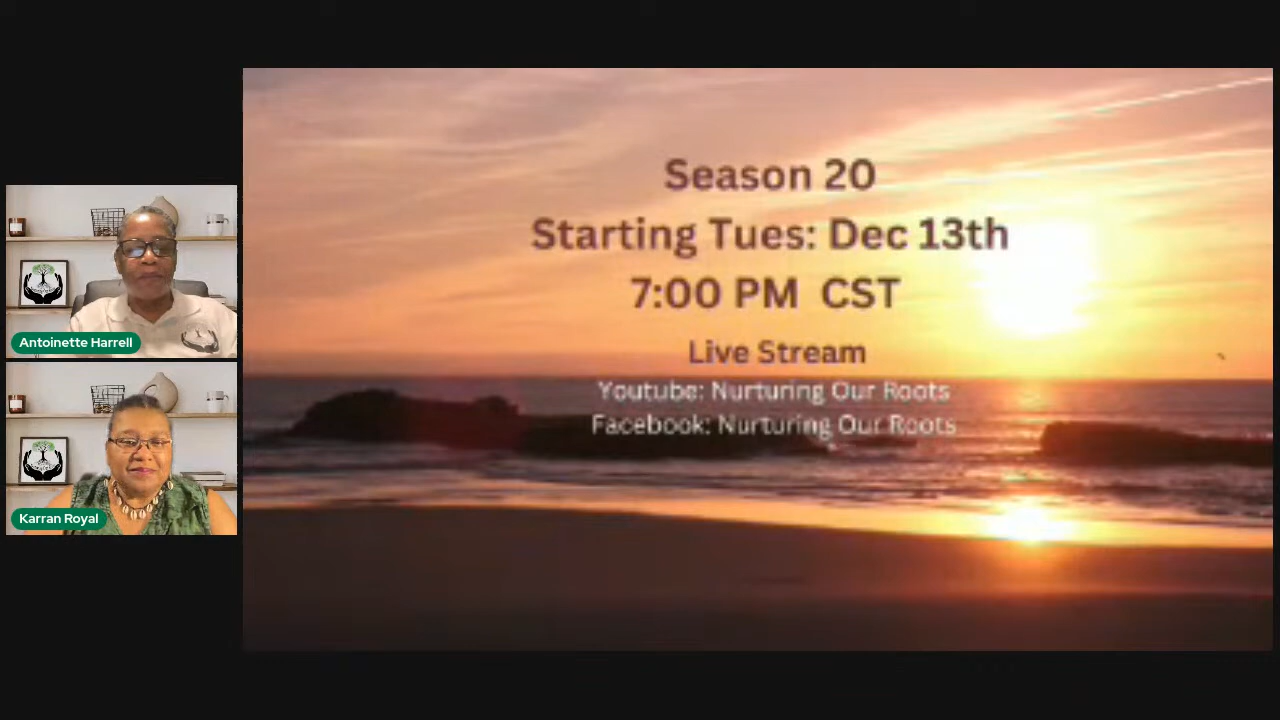 Season 20
Starting Tues: Dec 13th
7:00 PM CST
Live Stream
Youtube: Nurturing Our Roots
Facebook: Nurturing Our Roots
Antoinette Harrell
Karran Royal